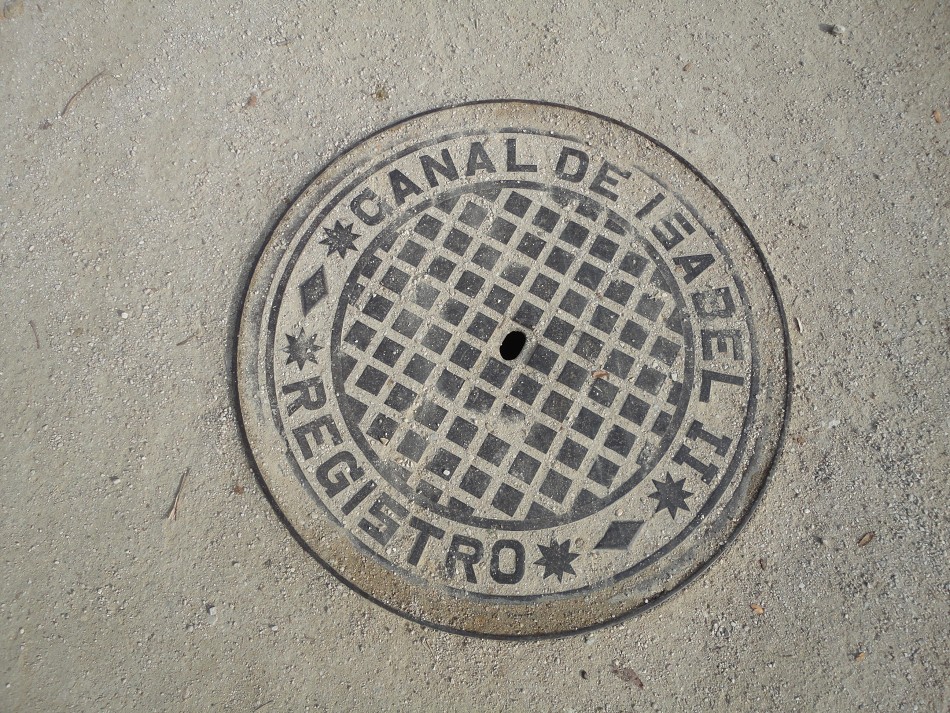 CANAL DE ISABEL II
REGISTRO